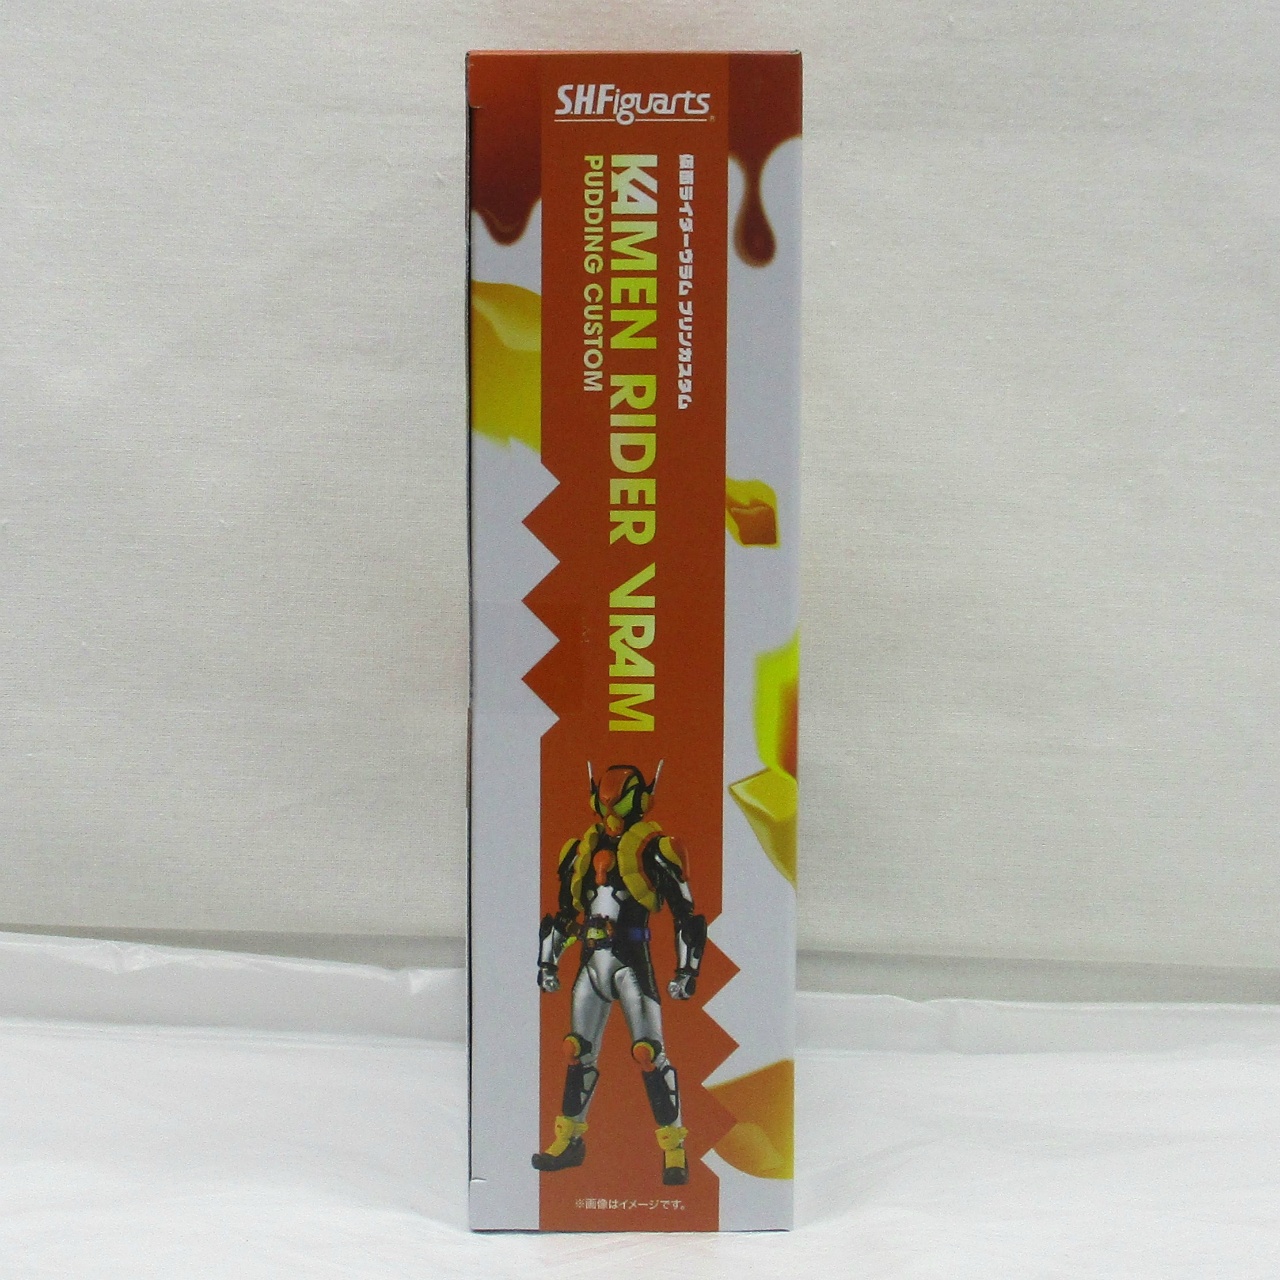 S.H.Figuarts
仮面ライダーヴラム プリンカスタム
KAMEN RIDER VRAM
PUDDING CUSTOM
※画像はイメージです。